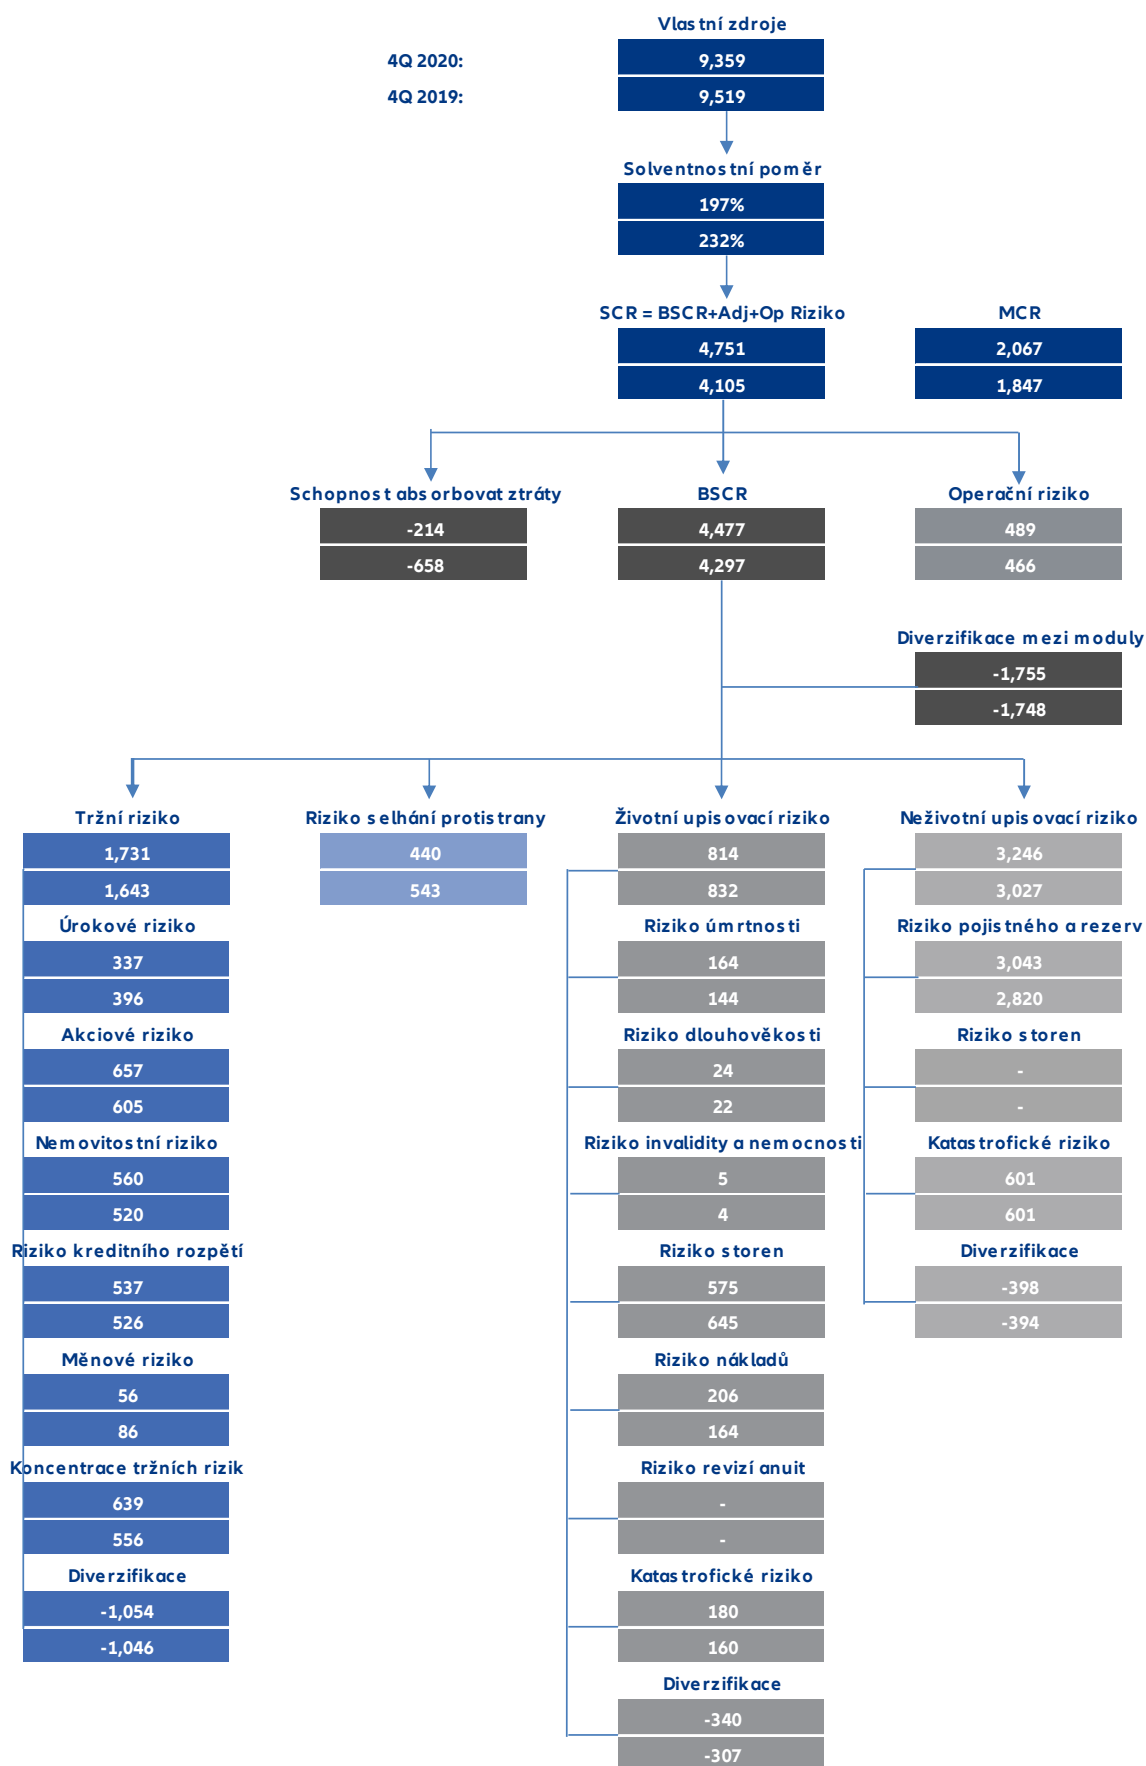 Vlastní zdroje
4Q 2020: 9,359
4Q 2019: 9,519
Solventnostní poměr
197%
232%
SCR = BSCR+Adj+Op Riziko MCR
4,751 2,067
4,105 1,847
Schopnost absorbovat ztráty BSCR Operační riziko
-214 4,477 489
-658 4,297 466
Diverzifikace mezi moduly
-1,755
-1,748
Tržní riziko Riziko selhání protistrany Životní upisovací riziko Neživotní upisovací riziko
1,731 440 814 3,246
1,643 543 832 3,027
Úrokové riziko Riziko úmrtnosti Riziko pojistného a rezerv
337 164 3,043
396 144 2,820
Akciové riziko Riziko dlouhověkosti Riziko storen
657 24 -
605 22 -
Nemovitostní riziko Riziko invalidity a nemocnosti Katastrofické riziko
560 5 601
520 4 601
Riziko kreditního rozpětí Riziko storen Diverzifikace
537 575 -398
526 645 -394
Měnové riziko Riziko nákladů
56 206
86 164
Koncentrace tržních rizik Riziko revizí anuit
639 -
556 -
Diverzifikace Katastrofické riziko
-1,054 180
-1,046 160
Diverzifikace
-340
-307